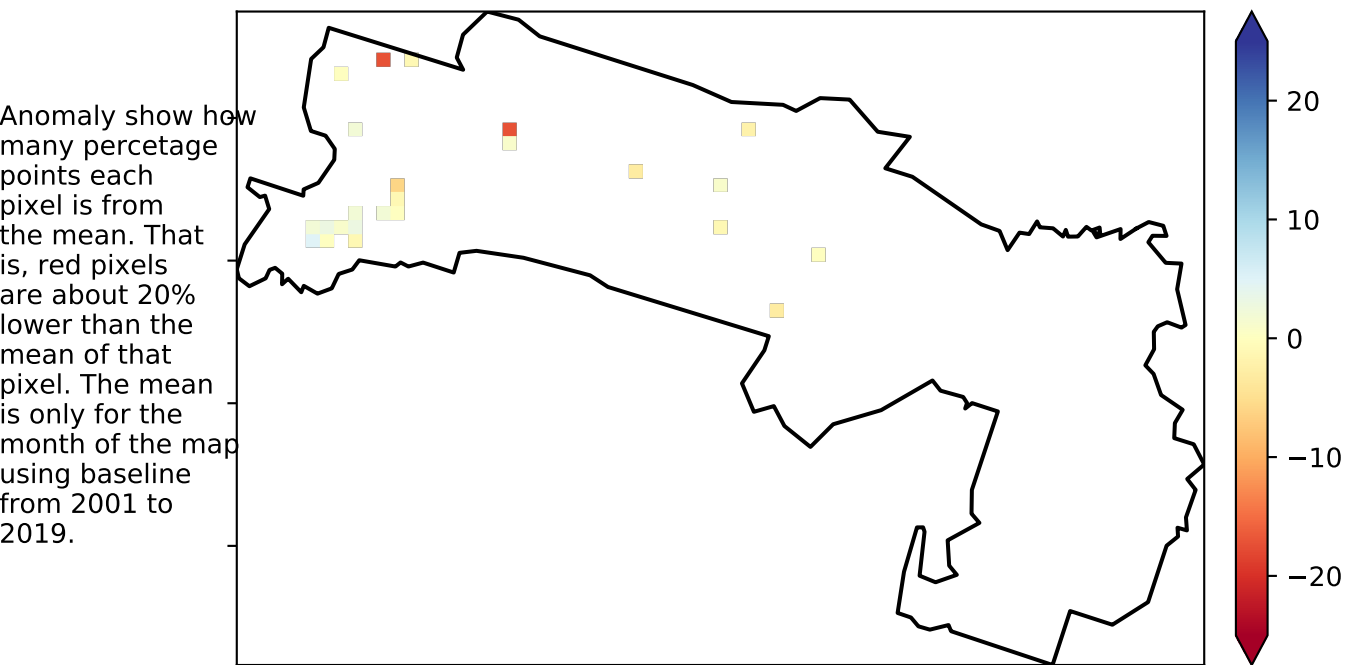 Anomaly show how
many percetage
points each
pixel is from
the mean. That
is, red pixels
are about 20%
lower than the
mean of that
pixel. The mean
is only for the
month of the map
using baseline
from 2001 to
2019.
20
10
0
−10
−20